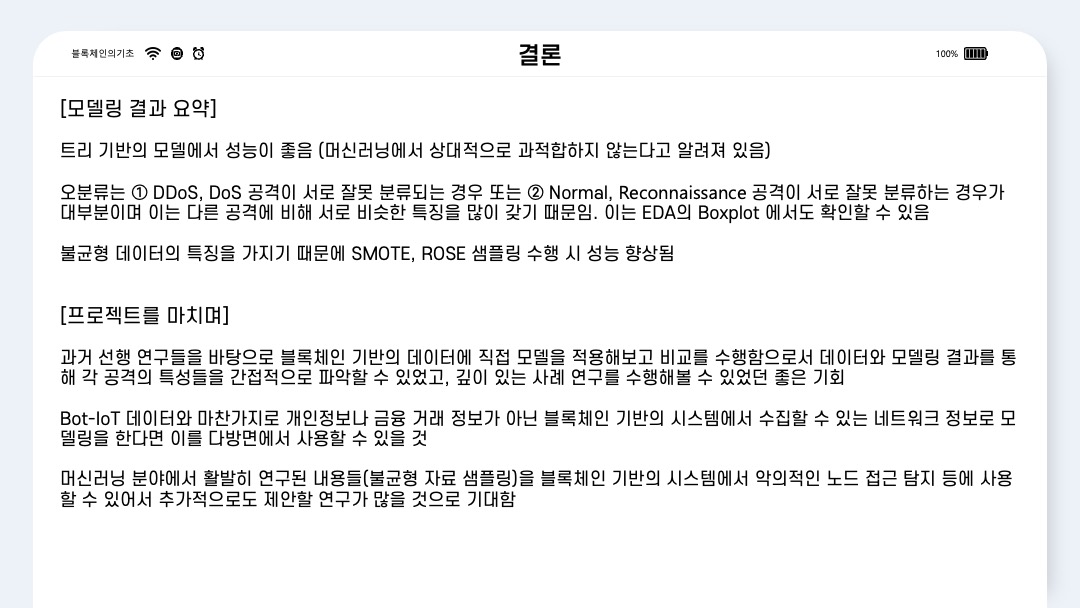 블록체인의기초
결론
100%
[모델링 결과 요약]
트리 기반의 모델에서 성능이 좋음 (머신러닝에서 상대적으로 과적합하지 않는다고 알려져 있음)
오분류는 ① DDoS, DoS 공격이 서로 잘못 분류되는 경우 또는 ② Normal, Reconnaissance 공격이 서로 잘못 분류하는 경우가
대부분이며 이는 다른 공격에 비해 서로 비슷한 특징을 많이 갖기 때문임. 이는 EDA의 Boxplot 에서도 확인할 수 있음
불균형 데이터의 특징을 가지기 때문에 SMOTE, ROSE 샘플링 수행 시 성능 향상됨
[프로젝트를 마치며]
과거 선행 연구들을 바탕으로 블록체인 기반의 데이터에 직접 모델을 적용해보고 비교를 수행함으로서 데이터와 모델링 결과를 통
해 각 공격의 특성들을 간접적으로 파악할 수 있었고, 깊이 있는 사례 연구를 수행해볼 수 있었던 좋은 기회
Bot-IoT 데이터와 마찬가지로 개인정보나 금융 거래 정보가 아닌 블록체인 기반의 시스템에서 수집할 수 있는 네트워크 정보로 모
델링을 한다면 이를 다방면에서 사용할 수 있을 것
머신러닝 분야에서 활발히 연구된 내용들(불균형 자료 샘플링)을 블록체인 기반의 시스템에서 악의적인 노드 접근 탐지 등에 사용
할 수 있어서 추가적으로도 제안할 연구가 많을 것으로 기대함